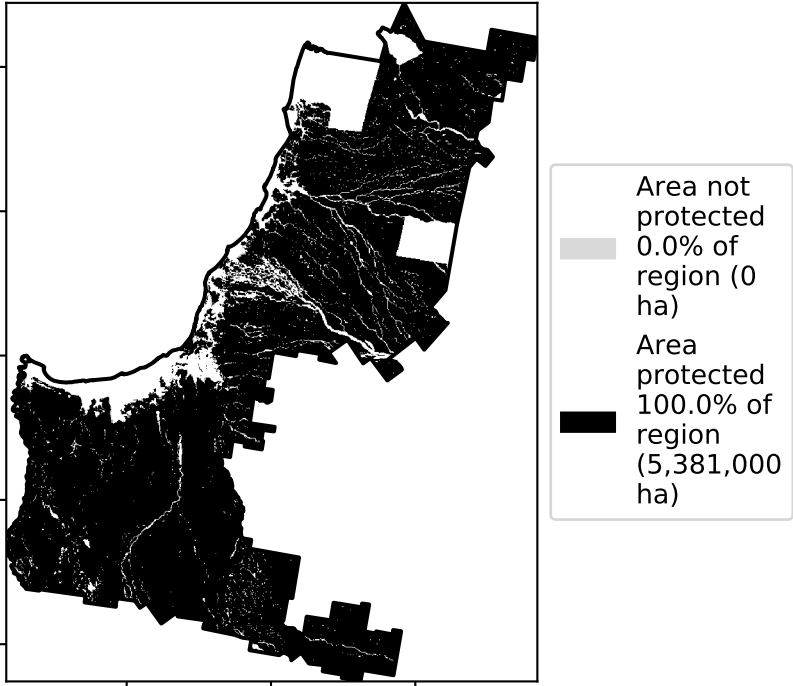 Area not
protected
0.0% of
region (0
ha)
Area
protected
100.0% of
region
(5,381,000
ha)